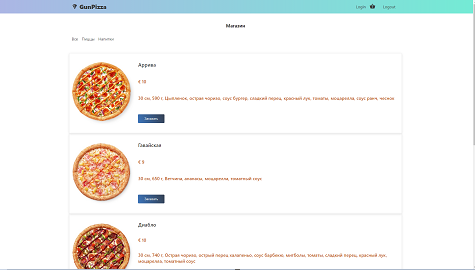 GunPizza
Login
Logout
Магазин
Все Пиццы Напитки
Аррива
€ 10
30 см, 590 г. Цыпленок, острая чоризо, соус бургер, сладкий перец, красный лук, томаты, моцарелла, соус ранч, чеснок
Заказать
Гавайская
€ 9
30 см, 650 г. Ветчина, ананасы, моцарелла, томатный соус
Заказать
Диабло
€ 10
30 см, 740 г. Острая чоризо, острый перец халапеньо, соус барбекю, митболы, томаты, сладкий перец, красный лук,
моцарелла, томатный соус